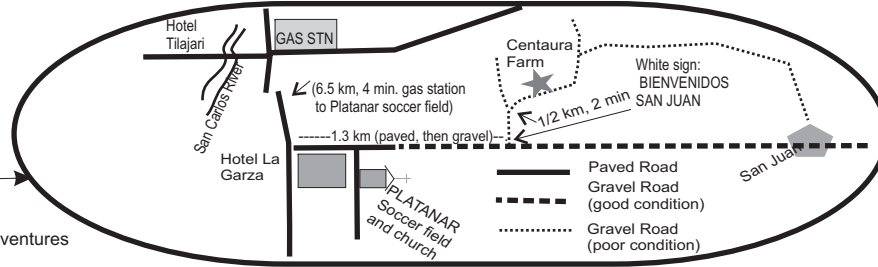 Hotel
Tilajari
GAS STN
San Carlos River
(6.5 km, 4 min. gas station
to Platanar soccer field)
Centaura
Farm
White sign:
BIENVENIDOS
SAN JUAN
1/2 km, 2 min
------1.3 km (paved, then gravel)--
Hotel La
Garza
PLATANAR
Soccer field
and church
San Juan
Paved Road
Gravel Road
(good condition)
Gravel Road
(poor condition)
ventures